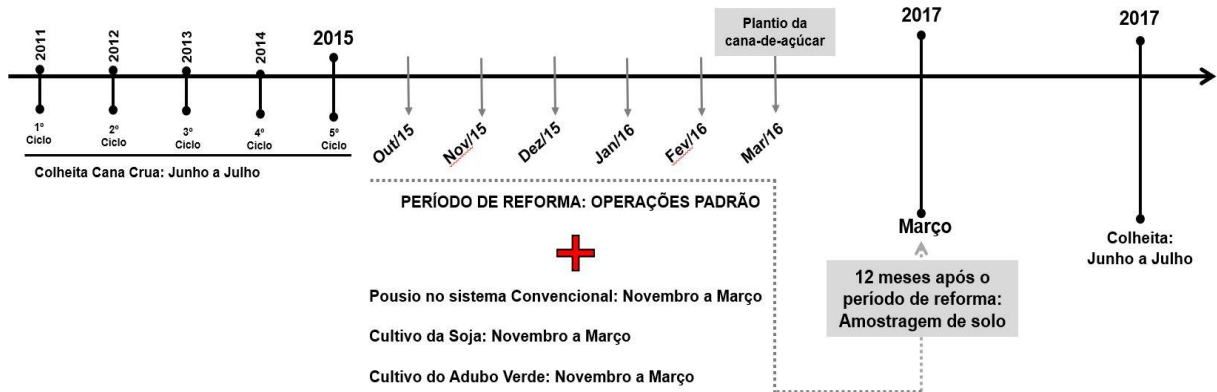 2011
2012
2013
2014
2015
Plantio da
cana-de-açúcar
2017
2017
1º
Ciclo
2º
Ciclo
3º
Ciclo
4º
Ciclo
5º
Ciclo
Out/15
Nov/15
Dez/15
Jan/16
Fev/16
Mar/16
Colheita Cana Crua: Junho a Julho
PERÍODO DE REFORMA: OPERAÇÕES PADRÃO
Pousio no sistema Convencional: Novembro a Março
Cultivo da Soja: Novembro a Março
Cultivo do Adubo Verde: Novembro a Março
Março
12 meses após o
período de reforma:
Amostragem de solo
Colheita:
Junho a Julho